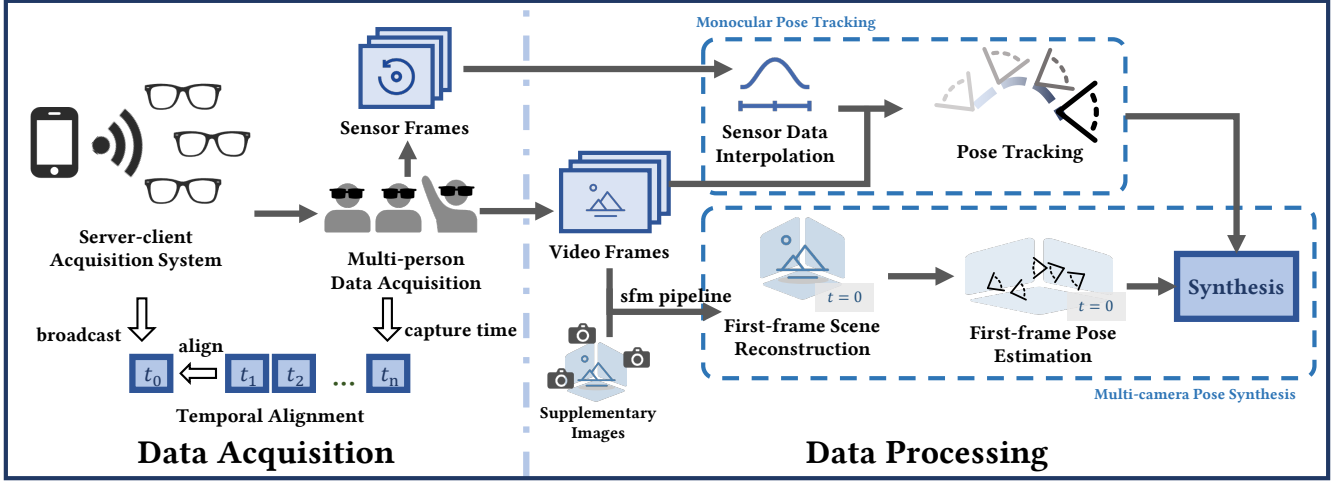 Monocular Pose Tracking
Sensor Frames
Sensor Data
Interpolation
Pose Tracking
Server-client
Acquisition System
Multi-person
Data Acquisition
Video Frames
sfm pipeline
t = 0
First-frame Scene
Reconstruction
t = 0
First-frame Pose
Estimation
Synthesis
broadcast
capture time
align
t₀
t₁
t₂
...
tₙ
Temporal Alignment
Supplementary
Images
Multi-camera Pose Synthesis
Data Acquisition
Data Processing